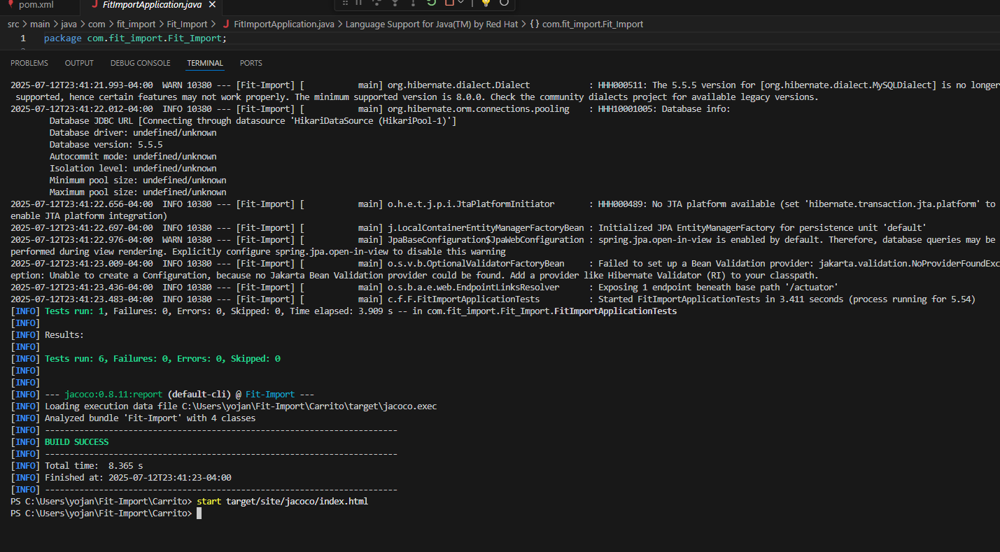 pom.xml
FitImportApplication.java
src > main > java > com > fit_import > Fit_Import > FitImportApplication.java > Language Support for Java(TM) by Red Hat > {} com.fit_import.Fit_Import
1 package com.fit_import.Fit_Import;
PROBLEMS OUTPUT DEBUG CONSOLE TERMINAL PORTS
2025-07-12T23:41:21.993-04:00  WARN 10380 --- [Fit-Import] [           main] org.hibernate.dialect.Dialect            : HHH000511: The 5.5.5 version for [org.hibernate.dialect.MySQLDialect] is no longer
 supported, hence certain features may not work properly. The minimum supported version is 8.0.0. Check the community dialects project for available legacy versions.
2025-07-12T23:41:22.012-04:00  INFO 10380 --- [Fit-Import] [           main] org.hibernate.orm.connections.pooling    : HHH10001005: Database info:
        Database JDBC URL [Connecting through datasource 'HikariDataSource (HikariPool-1)']
        Database driver: undefined/unknown
        Database version: 5.5.5
        Autocommit mode: undefined/unknown
        Isolation level: undefined/unknown
        Minimum pool size: undefined/unknown
        Maximum pool size: undefined/unknown
2025-07-12T23:41:22.656-04:00  INFO 10380 --- [Fit-Import] [           main] o.h.e.t.j.p.i.JtaPlatformInitiator       : HHH000489: No JTA platform available (set 'hibernate.transaction.jta.platform' to
enable JTA platform integration)
2025-07-12T23:41:22.697-04:00  INFO 10380 --- [Fit-Import] [           main] j.LocalContainerEntityManagerFactoryBean : Initialized JPA EntityManagerFactory for persistence unit 'default'
2025-07-12T23:41:22.976-04:00  WARN 10380 --- [Fit-Import] [           main] JpaBaseConfiguration$JpaWebConfiguration : spring.jpa.open-in-view is enabled by default. Therefore, database queries may be
performed during view rendering. Explicitly configure spring.jpa.open-in-view to disable this warning
2025-07-12T23:41:23.009-04:00  INFO 10380 --- [Fit-Import] [           main] o.s.v.b.OptionalValidatorFactoryBean     : Failed to set up a Bean Validation provider: jakarta.validation.NoProviderFoundExc
eption: Unable to create a Configuration, because no Jakarta Bean Validation provider could be found. Add a provider like Hibernate Validator (RI) to your classpath.
2025-07-12T23:41:23.436-04:00  INFO 10380 --- [Fit-Import] [           main] o.s.b.a.e.web.EndpointLinksResolver      : Exposing 1 endpoint beneath base path '/actuator'
2025-07-12T23:41:23.483-04:00  INFO 10380 --- [Fit-Import] [           main] c.f.F.FitImportApplicationTests          : Started FitImportApplicationTests in 3.411 seconds (process running for 5.54)
[INFO] Tests run: 1, Failures: 0, Errors: 0, Skipped: 0, Time elapsed: 3.909 s -- in com.fit_import.Fit_Import.FitImportApplicationTests
[INFO]
[INFO] Results:
[INFO]
[INFO] Tests run: 6, Failures: 0, Errors: 0, Skipped: 0
[INFO]
[INFO]
[INFO] --- jacoco:0.8.11:report (default-cli) @ Fit-Import ---
[INFO] Loading execution data file C:\Users\yojan\Fit-Import\Carrito\target\jacoco.exec
[INFO] Analyzed bundle 'Fit-Import' with 4 classes
[INFO] ------------------------------------------------------------------------
[INFO] BUILD SUCCESS
[INFO] ------------------------------------------------------------------------
[INFO] Total time:  8.365 s
[INFO] Finished at: 2025-07-12T23:41:23-04:00
[INFO] ------------------------------------------------------------------------
PS C:\Users\yojan\Fit-Import\Carrito> start target/site/jacoco/index.html
PS C:\Users\yojan\Fit-Import\Carrito>